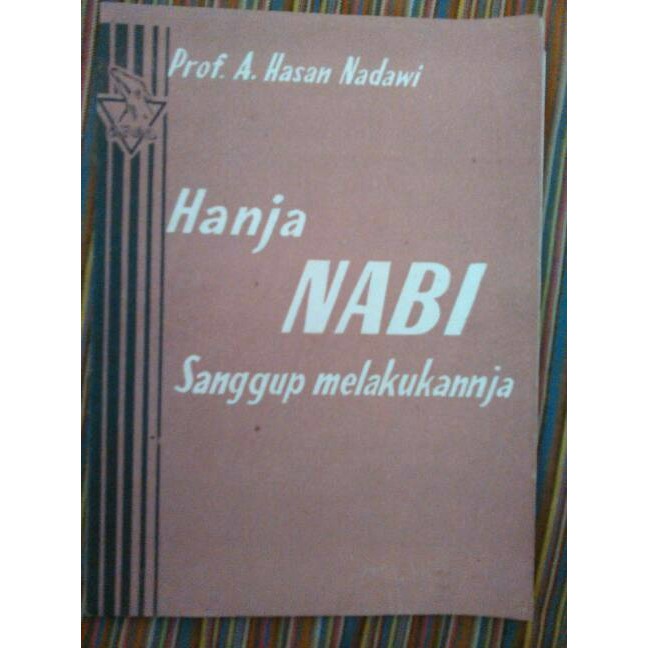 Prof. A. Hasan Nadawi
Hanja
NABI
Sanggup melakukannja